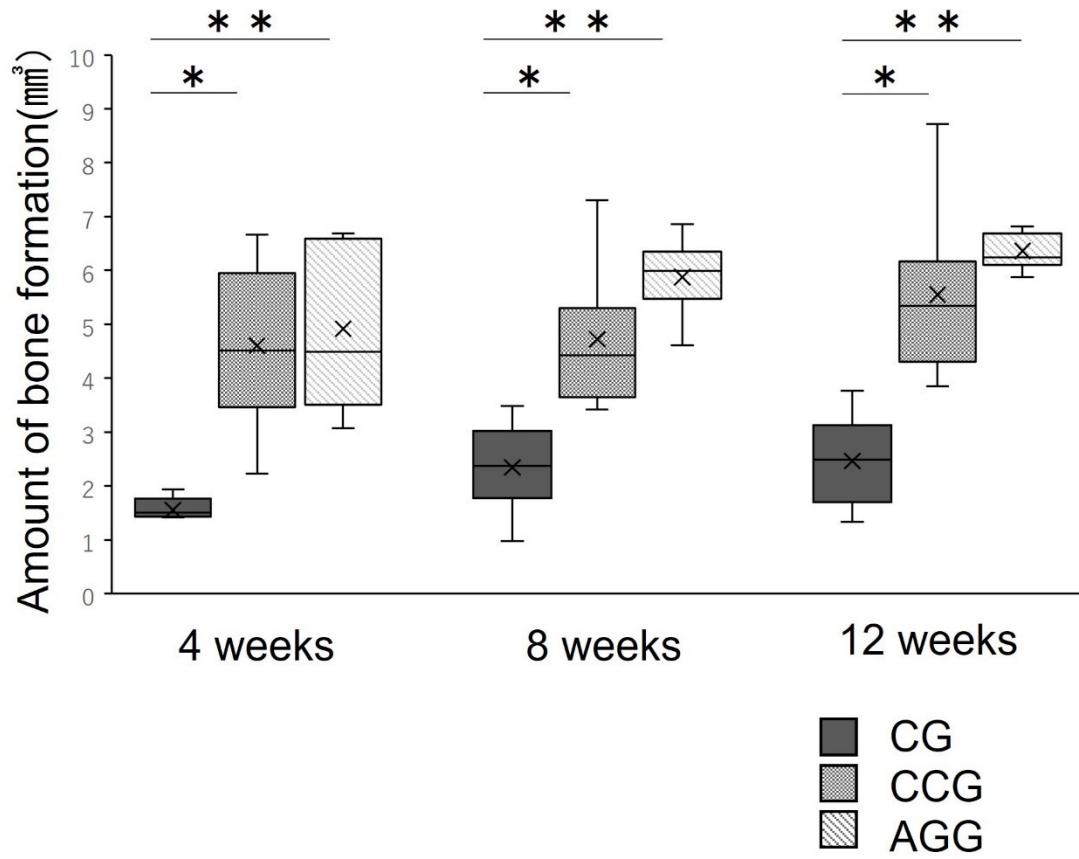 ＊＊ ＊＊ ＊＊
＊ ＊ ＊
Amount of bone formation(㎣)
10
9
8
7
6
5
4
3
2
1
0
4 weeks 8 weeks 12 weeks
CG
CCG
AGG